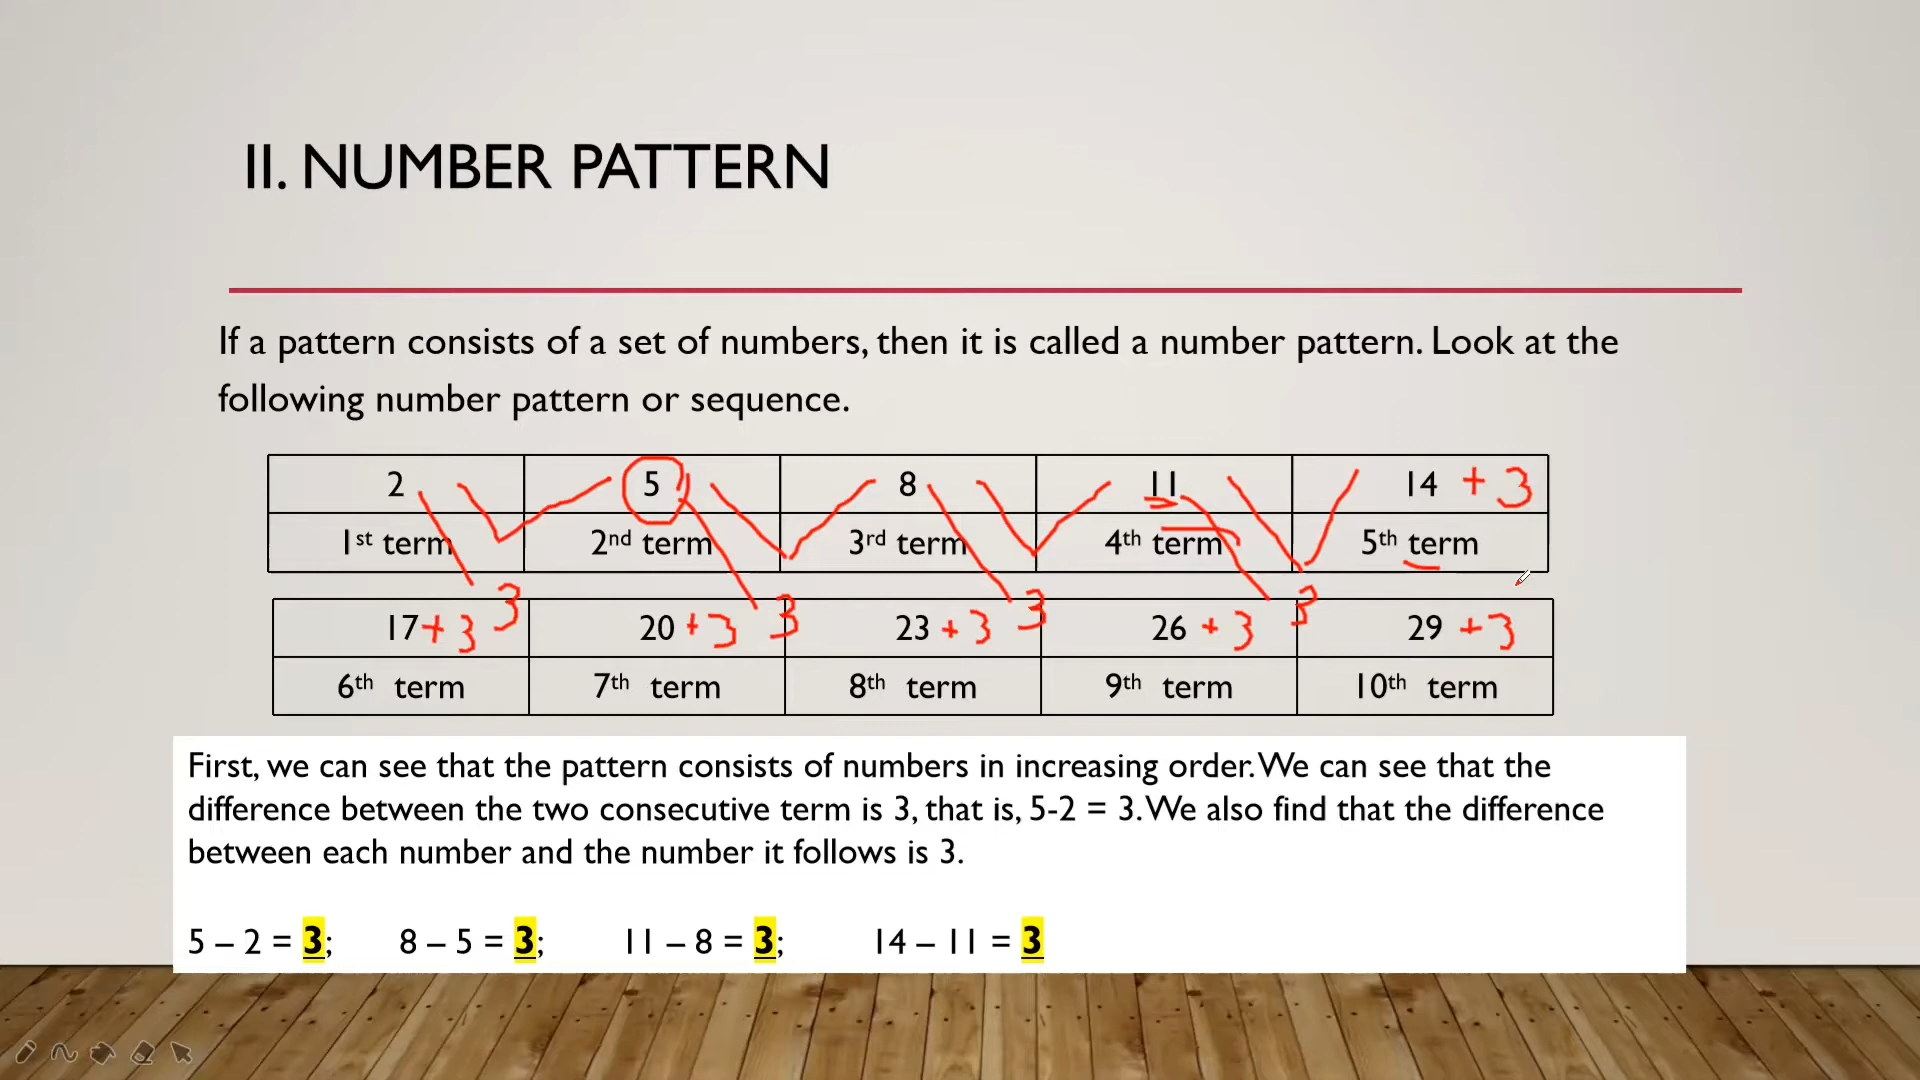 II. NUMBER PATTERN
If a pattern consists of a set of numbers, then it is called a number pattern. Look at the
following number pattern or sequence.
2 5 8 11 14 + 3
1st term 2nd term 3rd term 4th term 5th term
3 3 3 3
17 + 3 20 + 3 23 + 3 26 + 3 29 + 3
6th term 7th term 8th term 9th term 10th term
First, we can see that the pattern consists of numbers in increasing order. We can see that the
difference between the two consecutive term is 3, that is, 5-2 = 3. We also find that the difference
between each number and the number it follows is 3.
5 – 2 = 3; 8 – 5 = 3; 11 – 8 = 3; 14 – 11 = 3